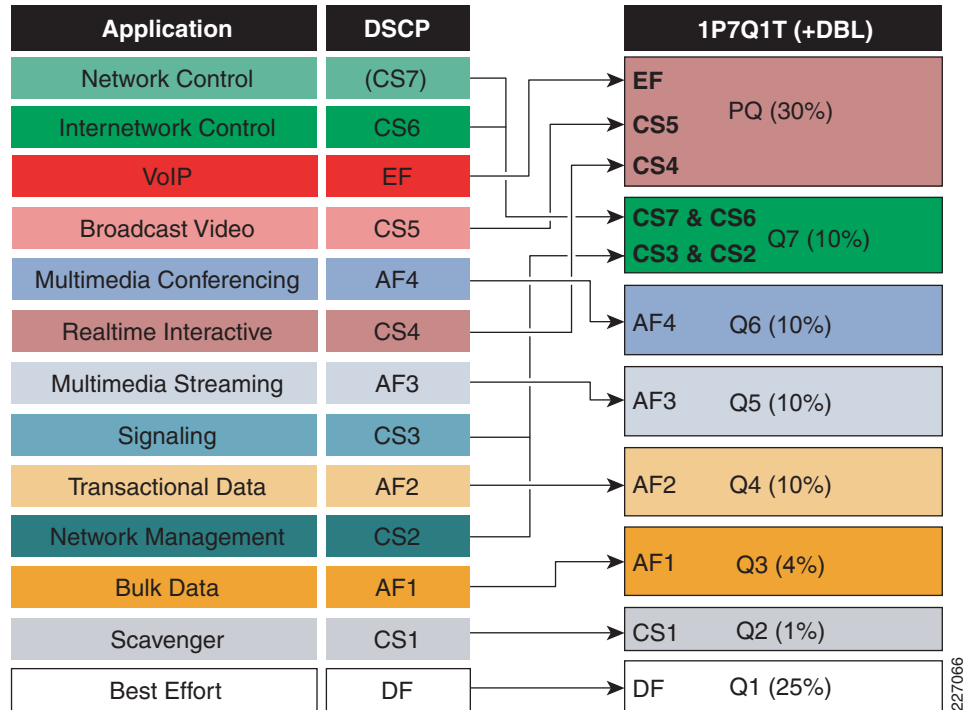 Application
DSCP
1P7Q1T (+DBL)
Network Control
(CS7)
Internetwork Control
CS6
VoIP
EF
Broadcast Video
CS5
Multimedia Conferencing
AF4
Realtime Interactive
CS4
Multimedia Streaming
AF3
Signaling
CS3
Transactional Data
AF2
Network Management
CS2
Bulk Data
AF1
Scavenger
CS1
Best Effort
DF
EF
PQ (30%)
CS5
CS4
CS7 & CS6
Q7 (10%)
CS3 & CS2
AF4
Q6 (10%)
AF3
Q5 (10%)
AF2
Q4 (10%)
AF1
Q3 (4%)
CS1
Q2 (1%)
DF
Q1 (25%)
227066